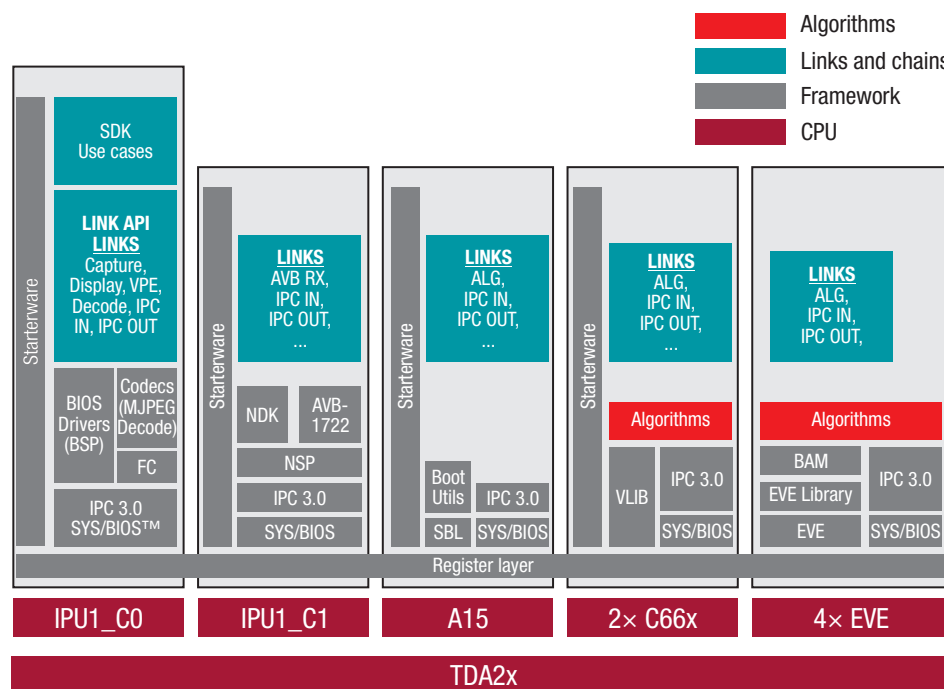 Algorithms
Links and chains
Framework
CPU
Starterware
SDK
Use cases
LINK API
LINKS
Capture,
Display, VPE,
Decode, IPC
IN, IPC OUT
BIOS
Drivers
(BSP)
Codecs
(MJPEG
Decode)
FC
IPC 3.0
SYS/BIOS™
Starterware
LINKS
AVB RX,
IPC IN,
IPC OUT,
...
NDK
AVB-
1722
NSP
IPC 3.0
SYS/BIOS
Starterware
LINKS
ALG,
IPC IN,
IPC OUT,
...
Boot
Utils
IPC 3.0
SBL
SYS/BIOS
Starterware
LINKS
ALG,
IPC IN,
IPC OUT,
...
Algorithms
VLIB
IPC 3.0
SYS/BIOS
LINKS
ALG,
IPC IN,
IPC OUT,
Algorithms
BAM
EVE Library
EVE
IPC 3.0
SYS/BIOS
Register layer
IPU1_C0
IPU1_C1
A15
2× C66x
4× EVE
TDA2x